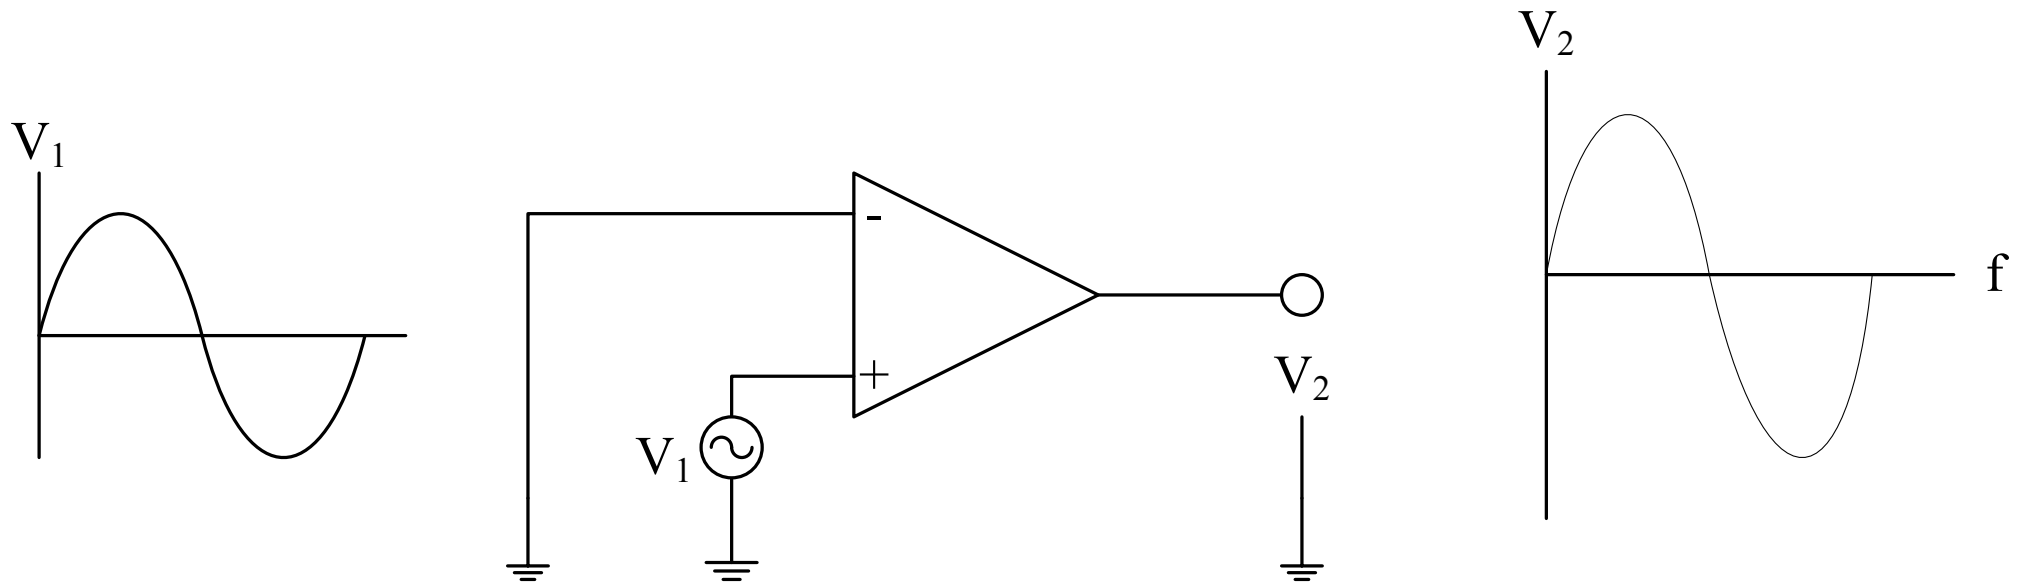 V₁
-
+
V₁
V₂
V₂
f